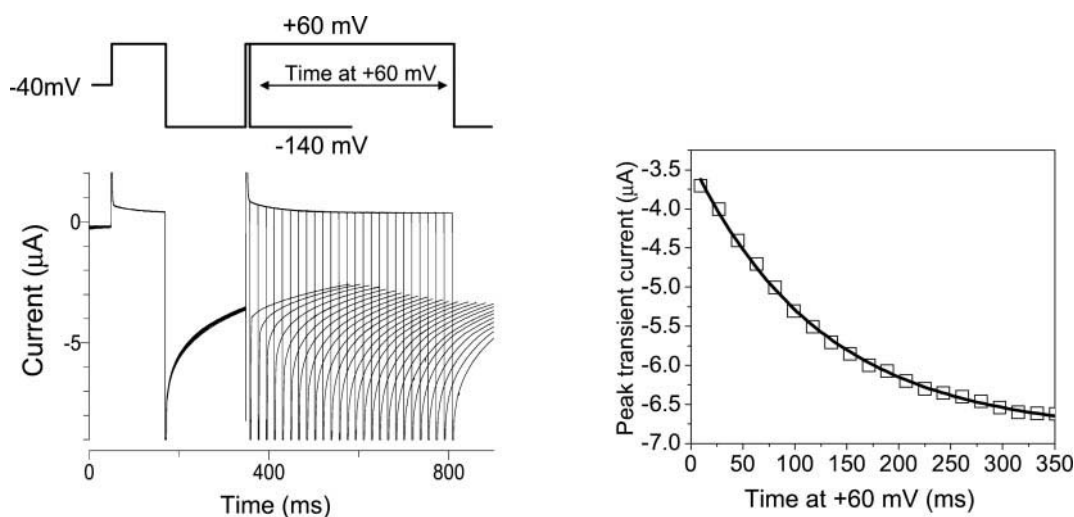 +60 mV
-40mV
Time at +60 mV
-140 mV
Current (µA)
0
-5
0
400
800
Time (ms)
Peak transient current (µA)
-3.5
-4.0
-4.5
-5.0
-5.5
-6.0
-6.5
-7.0
0 50 100 150 200 250 300 350
Time at +60 mV (ms)